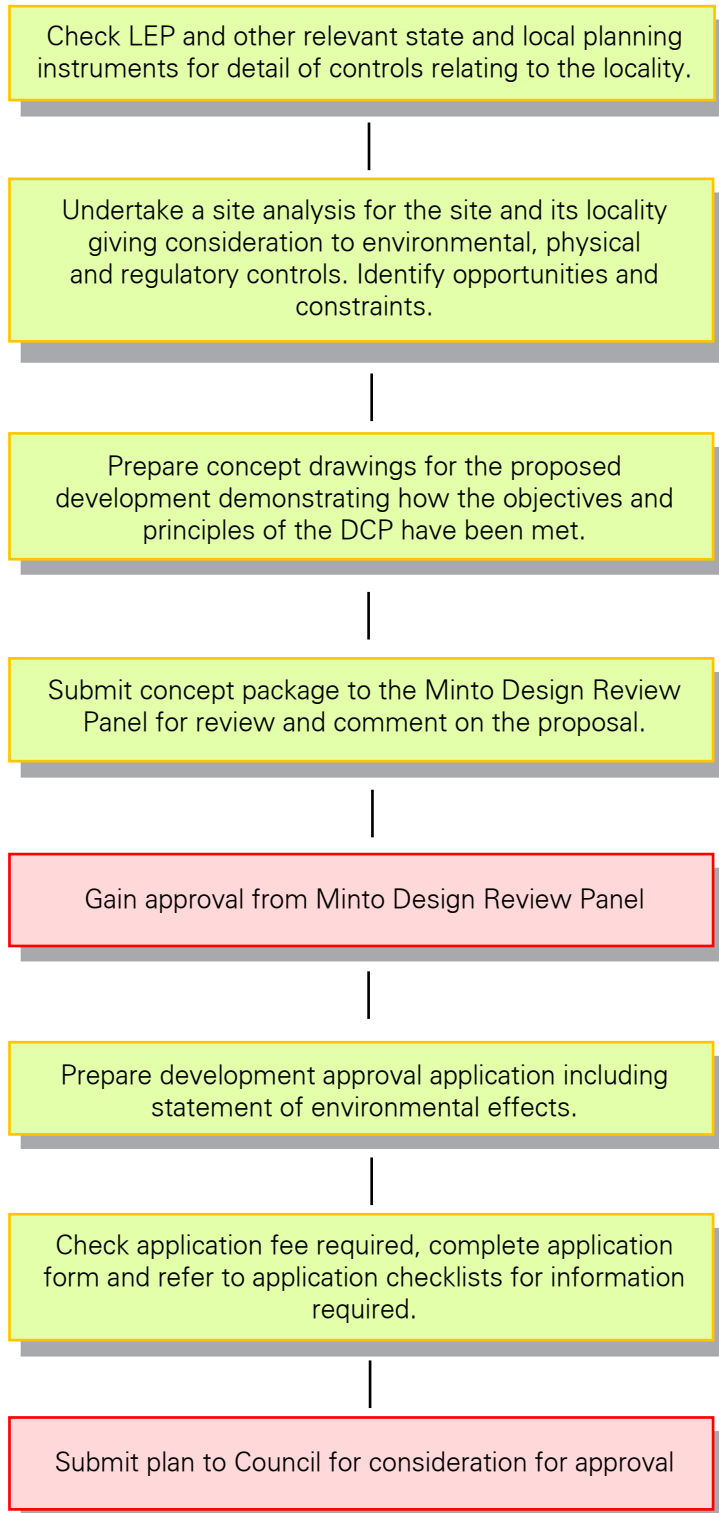 Check LEP and other relevant state and local planning
instruments for detail of controls relating to the locality.
Undertake a site analysis for the site and its locality
giving consideration to environmental, physical
and regulatory controls. Identify opportunities and
constraints.
Prepare concept drawings for the proposed
development demonstrating how the objectives and
principles of the DCP have been met.
Submit concept package to the Minto Design Review
Panel for review and comment on the proposal.
Gain approval from Minto Design Review Panel
Prepare development approval application including
statement of environmental effects.
Check application fee required, complete application
form and refer to application checklists for information
required.
Submit plan to Council for consideration for approval